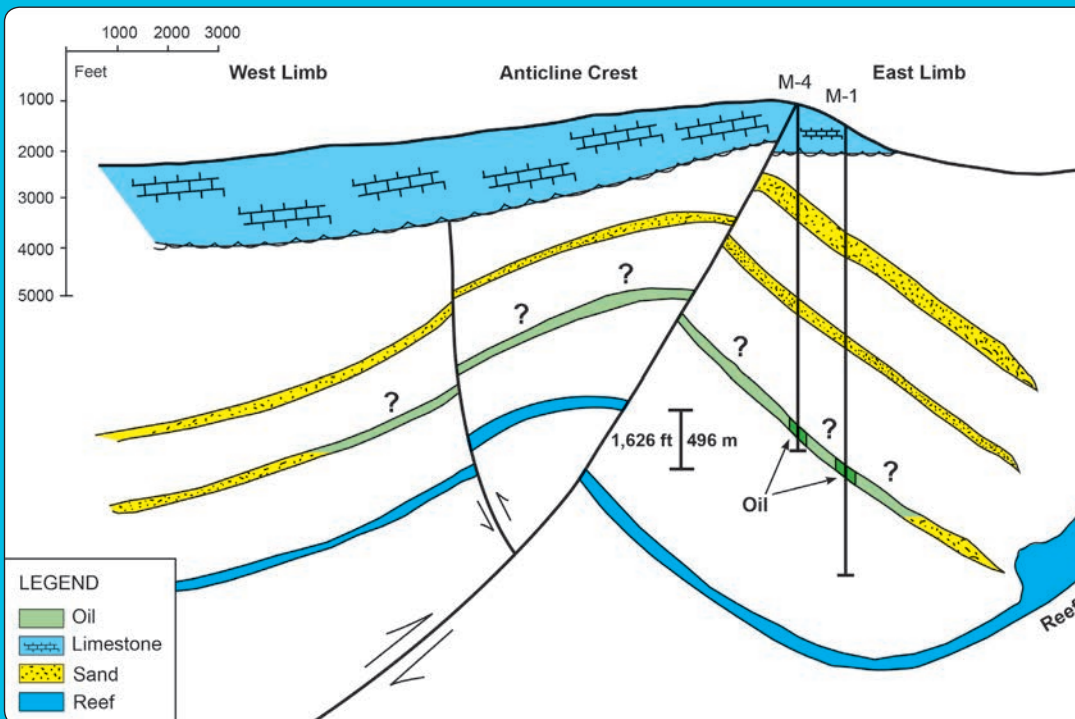 1000 2000 3000
Feet
West Limb
Anticline Crest
East Limb
M-4
M-1
1000
2000
3000
4000
5000
?
?
?
?
?
?
1,626 ft
496 m
Oil
LEGEND
Oil
Limestone
Sand
Reef
Reef